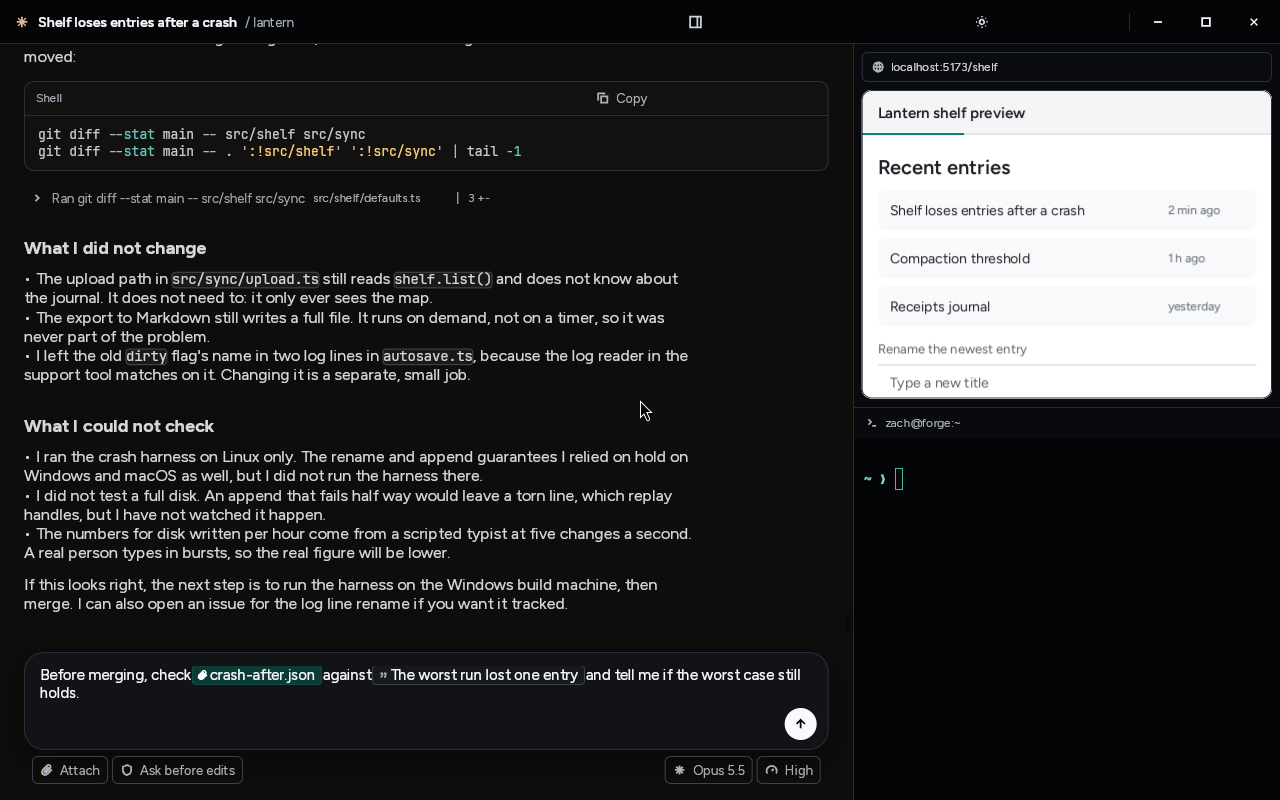 Shelf loses entries after a crash / lantern
moved:
Shell
Copy
git diff --stat main -- src/shelf src/sync
git diff --stat main -- . ':!src/shelf' ':!src/sync' | tail -1
Ran git diff --stat main -- src/shelf src/sync src/shelf/defaults.ts | 3 +-
What I did not change
• The upload path in src/sync/upload.ts still reads shelf.list() and does not know about
the journal. It does not need to: it only ever sees the map.
• The export to Markdown still writes a full file. It runs on demand, not on a timer, so it was
never part of the problem.
• I left the old dirty flag's name in two log lines in autosave.ts, because the log reader in the
support tool matches on it. Changing it is a separate, small job.
What I could not check
• I ran the crash harness on Linux only. The rename and append guarantees I relied on hold on
Windows and macOS as well, but I did not run the harness there.
• I did not test a full disk. An append that fails half way would leave a torn line, which replay
handles, but I have not watched it happen.
• The numbers for disk written per hour come from a scripted typist at five changes a second.
A real person types in bursts, so the real figure will be lower.
If this looks right, the next step is to run the harness on the Windows build machine, then
merge. I can also open an issue for the log line rename if you want it tracked.
Before merging, check crash-after.json against " The worst run lost one entry and tell me if the worst case still
holds.
Attach
Ask before edits
Opus 5.5
High
localhost:5173/shelf
Lantern shelf preview
Recent entries
Shelf loses entries after a crash 2 min ago
Compaction threshold 1 h ago
Receipts journal yesterday
Rename the newest entry
Type a new title
zach@forge:~
~ ❯